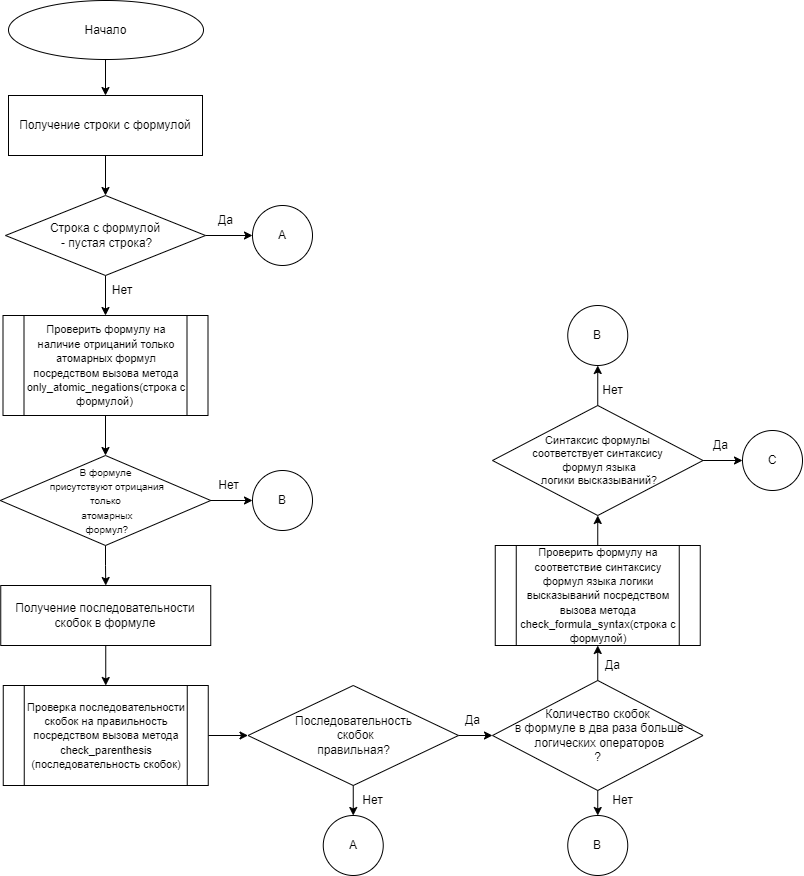 Начало
Получение строки с формулой
Строка с формулой
- пустая строка?
Да
A
Нет
Проверить формулу на
наличие отрицаний только
атомарных формул
посредством вызова метода
only_atomic_negations(строка с
формулой)
В формуле
присутствуют отрицания
только
атомарных
формул?
Нет
B
Получение последовательности
скобок в формуле
Проверка последовательности
скобок на правильность
посредством вызова метода
check_parenthesis
(последовательность скобок)
Последовательность
скобок
правильная?
Нет
A
Да
Количество скобок
в формуле в два раза больше
логических операторов
?
Нет
B
Да
Проверить формулу на
соответствие синтаксису
формул языка логики
высказываний посредством
вызова метода
check_formula_syntax(строка с
формулой)
Синтаксис формулы
соответствует синтаксису
формул языка
логики высказываний?
Нет
B
Да
C